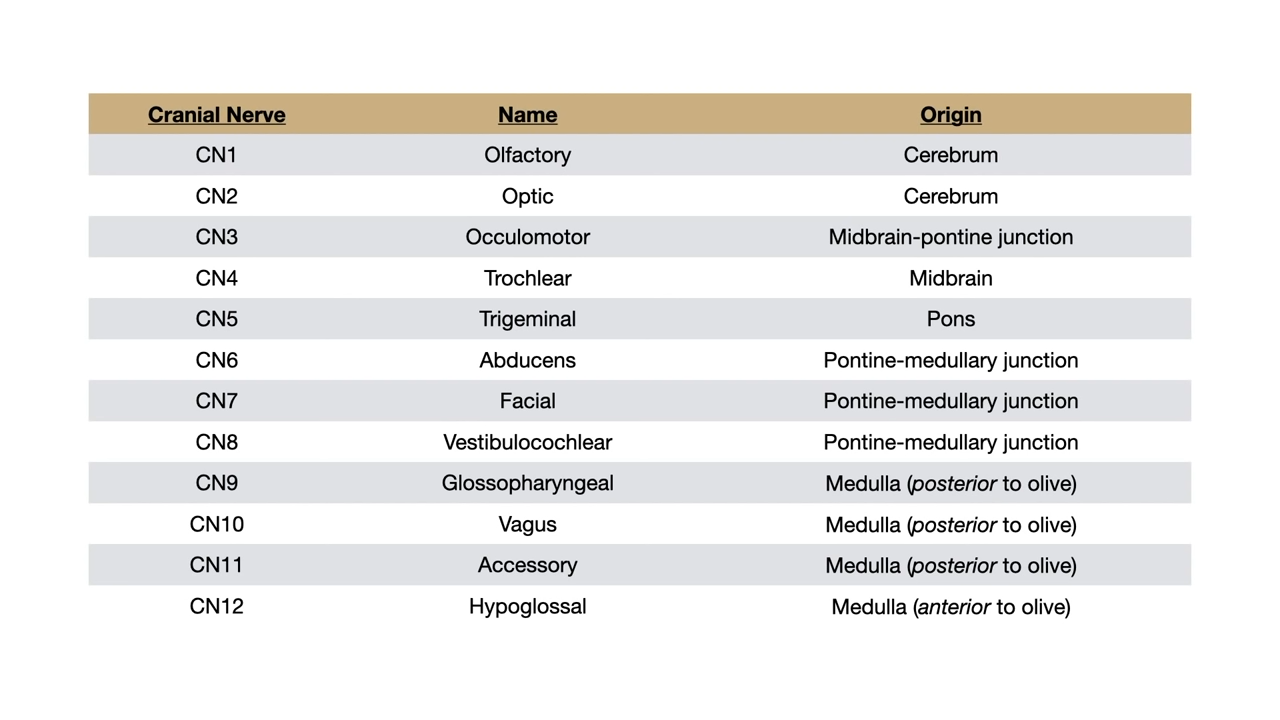 Cranial Nerve Name Origin
CN1 Olfactory Cerebrum
CN2 Optic Cerebrum
CN3 Occulomotor Midbrain-pontine junction
CN4 Trochlear Midbrain
CN5 Trigeminal Pons
CN6 Abducens Pontine-medullary junction
CN7 Facial Pontine-medullary junction
CN8 Vestibulocochlear Pontine-medullary junction
CN9 Glossopharyngeal Medulla (posterior to olive)
CN10 Vagus Medulla (posterior to olive)
CN11 Accessory Medulla (posterior to olive)
CN12 Hypoglossal Medulla (anterior to olive)